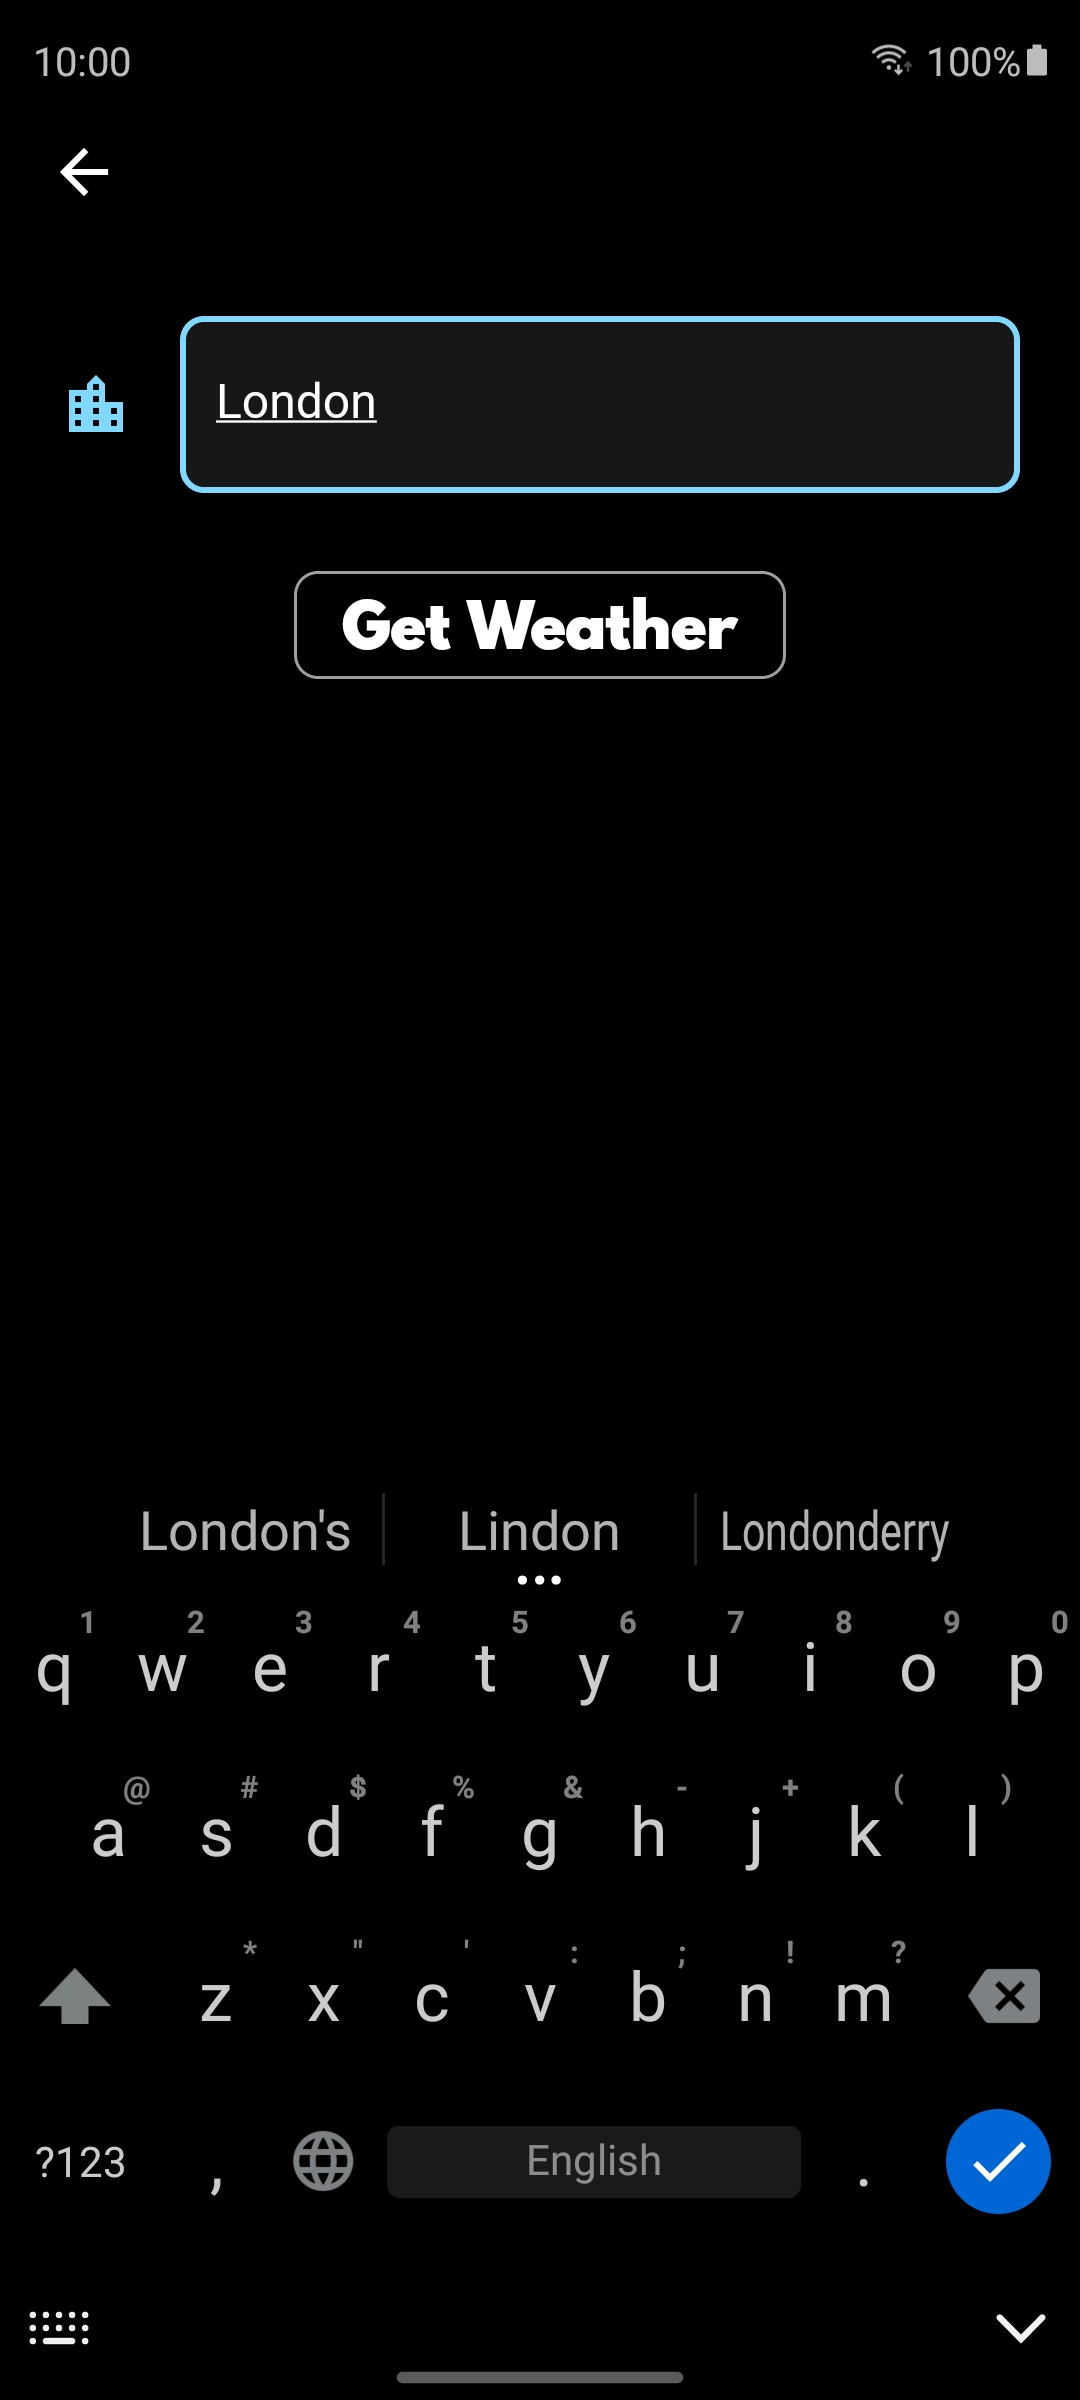 10:00 100%
London
Get Weather
London's Lindon Londonderry
1 2 3 4 5 6 7 8 9 0
q w e r t y u i o p
@ # $ % & - + ( )
a s d f g h j k l
* " ' : ; ! ?
z x c v b n m
?123 , English .